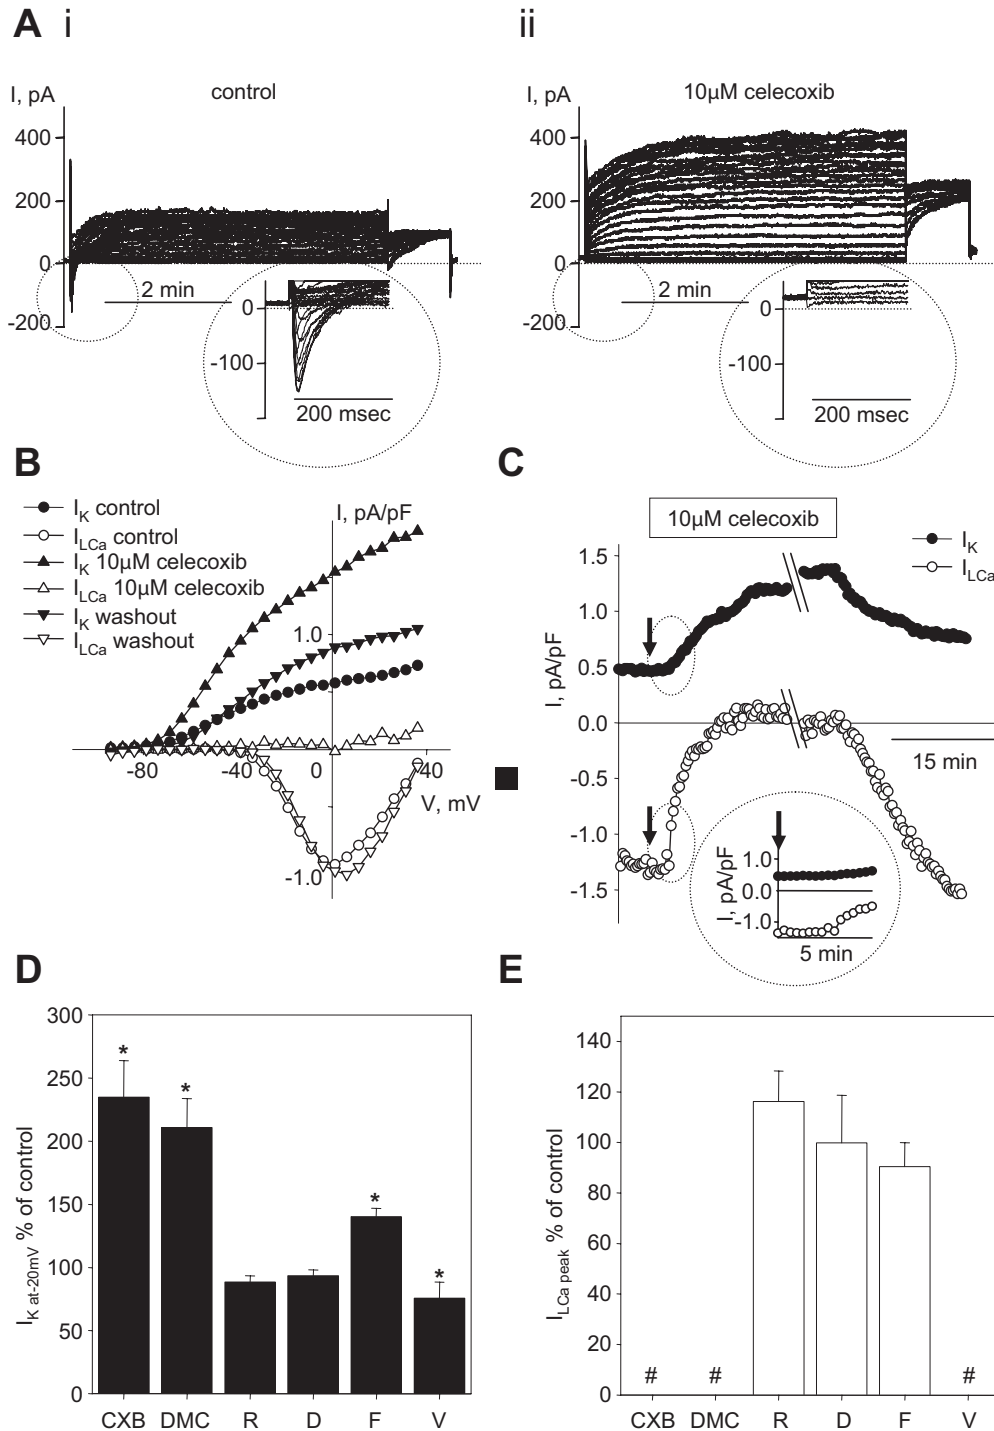 A i
ii
I, pA
control
400
200
0
-200
2 min
0
-100
200 msec
I, pA
10µM celecoxib
400
200
0
-200
2 min
0
-100
200 msec
B
I_K control
I_LCa control
I_K 10µM celecoxib
I_LCa 10µM celecoxib
I_K washout
I_LCa washout
I, pA/pF
1.0
-80
-40
0
40
V, mV
-1.0
C
10µM celecoxib
I_K
I_LCa
I, pA/pF
1.5
1.0
0.5
0.0
-0.5
-1.0
-1.5
15 min
I, pA/pF
1.0
0.0
-1.0
5 min
D
I_K at-20mV % of control
300
250
200
150
100
50
0
* * * *
CXB DMC R D F V
E
I_LCa peak % of control
140
120
100
80
60
40
20
0
# # #
CXB DMC R D F V